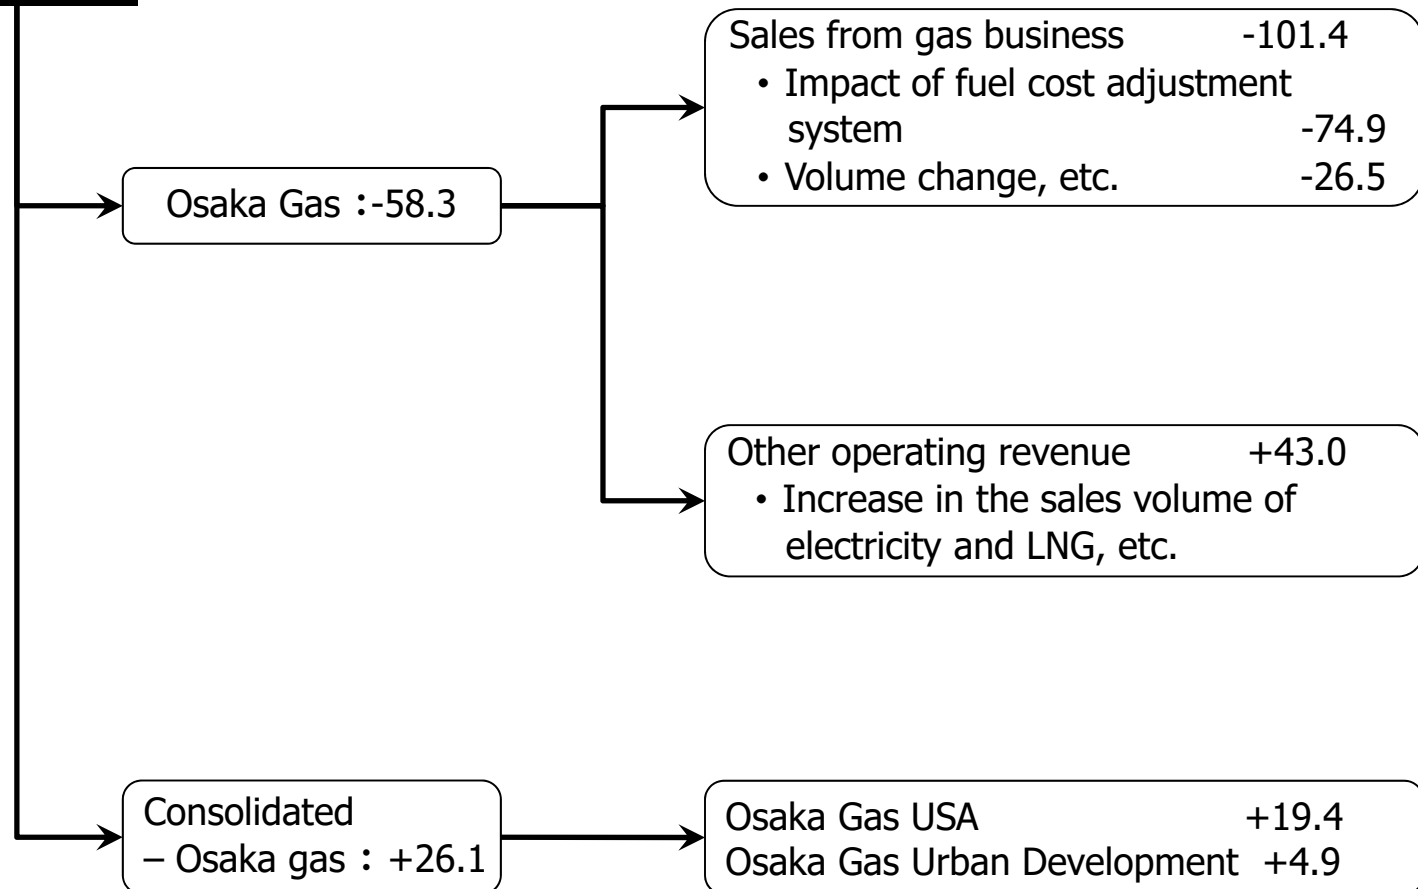 Sales from gas business -101.4
・Impact of fuel cost adjustment
system -74.9
・Volume change, etc. -26.5
Osaka Gas：-58.3
Other operating revenue +43.0
・Increase in the sales volume of
electricity and LNG, etc.
Consolidated
– Osaka gas：+26.1
Osaka Gas USA +19.4
Osaka Gas Urban Development +4.9